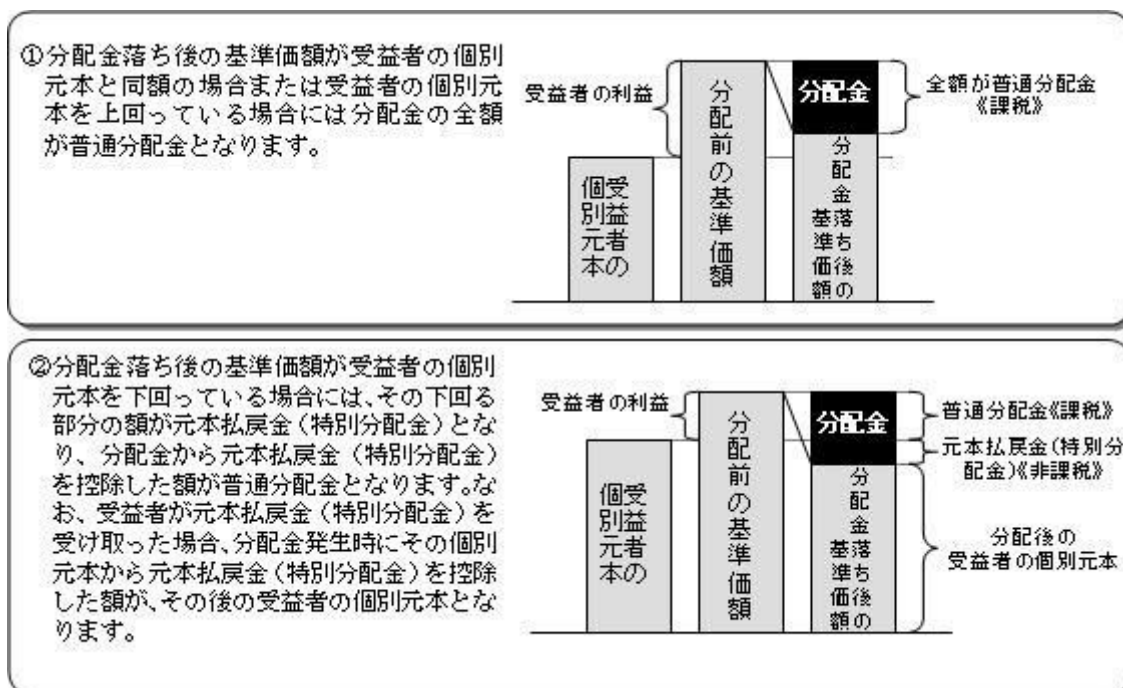 ①分配金落ち後の基準価額が受益者の個別
元本と同額の場合または受益者の個別元
本を上回っている場合には分配金の全額
が普通分配金となります。
受益者の利益
受益者の
個別元本
分配前の基準価額
分配金
分配金落ち後の
基準価額
全額が普通分配金
《課税》
②分配金落ち後の基準価額が受益者の個別
元本を下回っている場合には、その下回る
部分の額が元本払戻金（特別分配金）とな
り、分配金から元本払戻金（特別分配金）
を控除した額が普通分配金となります。な
お、受益者が元本払戻金（特別分配金）を
受け取った場合、分配金発生時にその個別
元本から元本払戻金（特別分配金）を控除
した額が、その後の受益者の個別元本とな
ります。
受益者の利益
受益者の
個別元本
分配前の基準価額
分配金
分配金落ち後の
基準価額
普通分配金《課税》
元本払戻金(特別分
配金)《非課税》
分配後の
受益者の個別元本